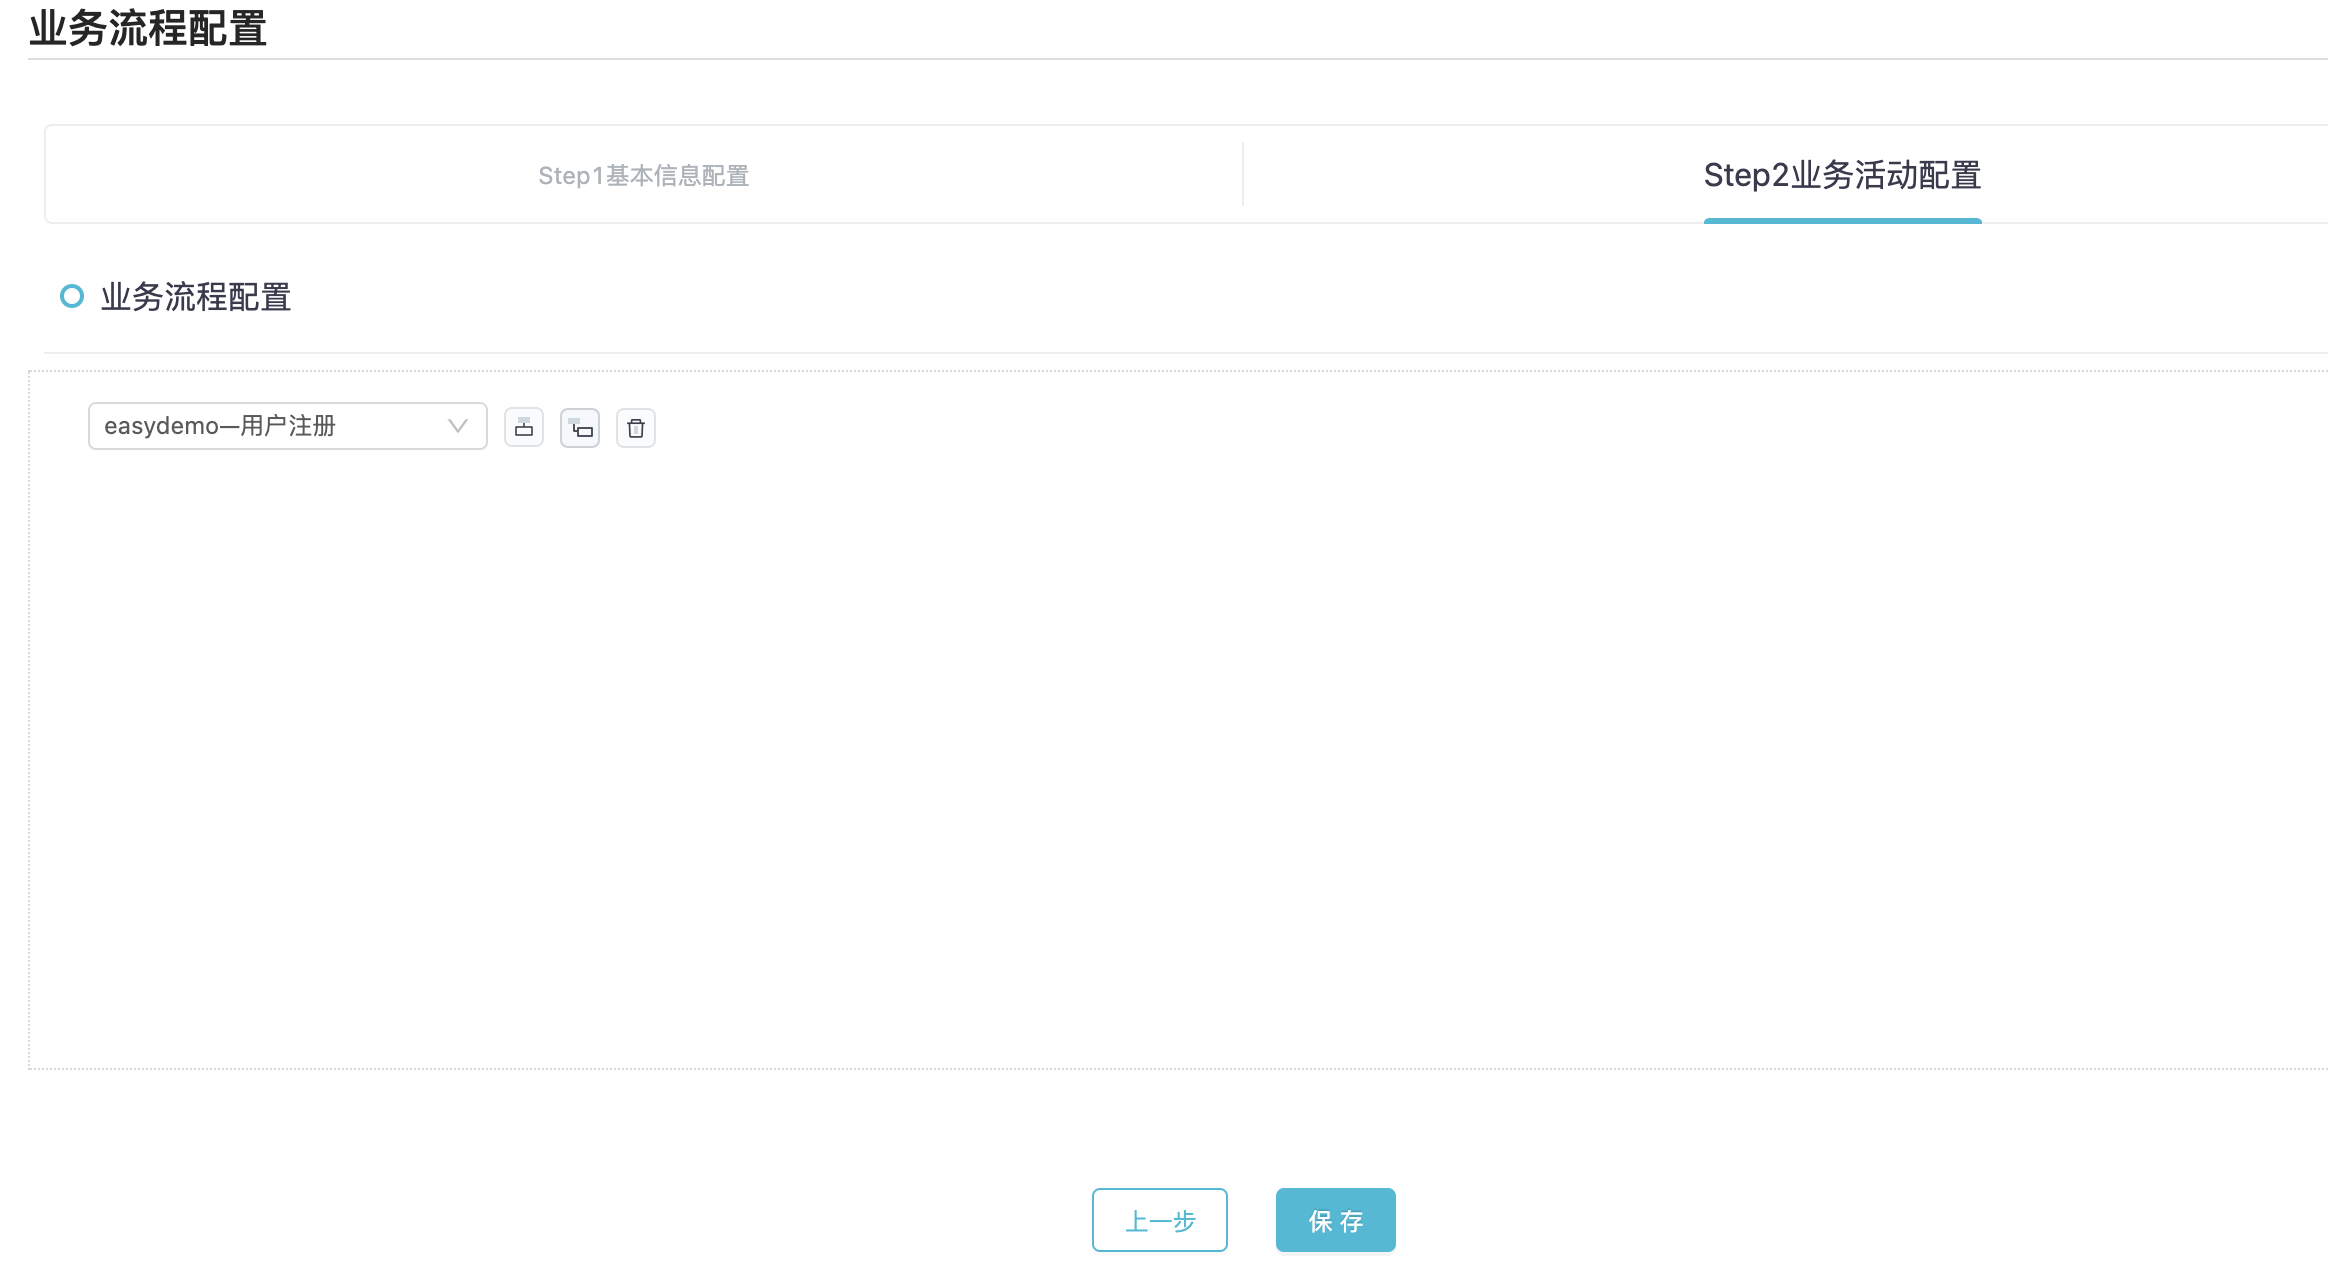 业务流程配置
Step1基本信息配置
Step2业务活动配置
业务流程配置
easydemo—用户注册
上一步
保 存